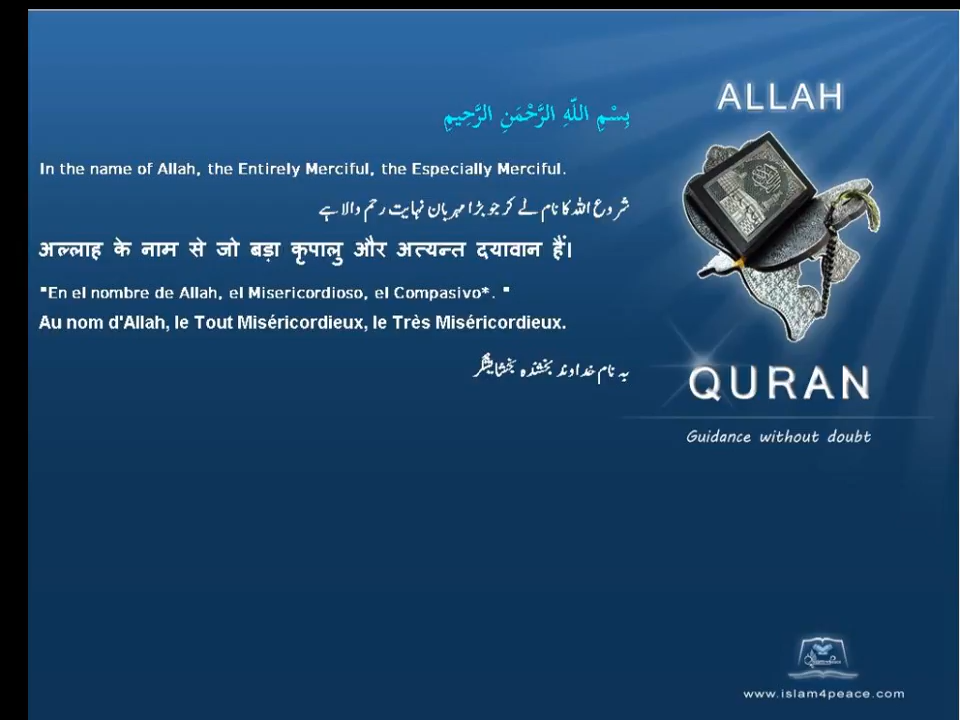 بِسْمِ اللَّهِ الرَّحْمَنِ الرَّحِيمِ
In the name of Allah, the Entirely Merciful, the Especially Merciful.
شروع الله کا نام لے کر جو بڑا مہربان نہایت رحم والا ہے
अल्लाह के नाम से जो बड़ा कृपालु और अत्यन्त दयावान हैं।
"En el nombre de Allah, el Misericordioso, el Compasivo*. "
Au nom d'Allah, le Tout Miséricordieux, le Très Miséricordieux.
به نام خداوند بخشنده بخشایشگر
ALLAH
QURAN
Guidance without doubt
www.islam4peace.com